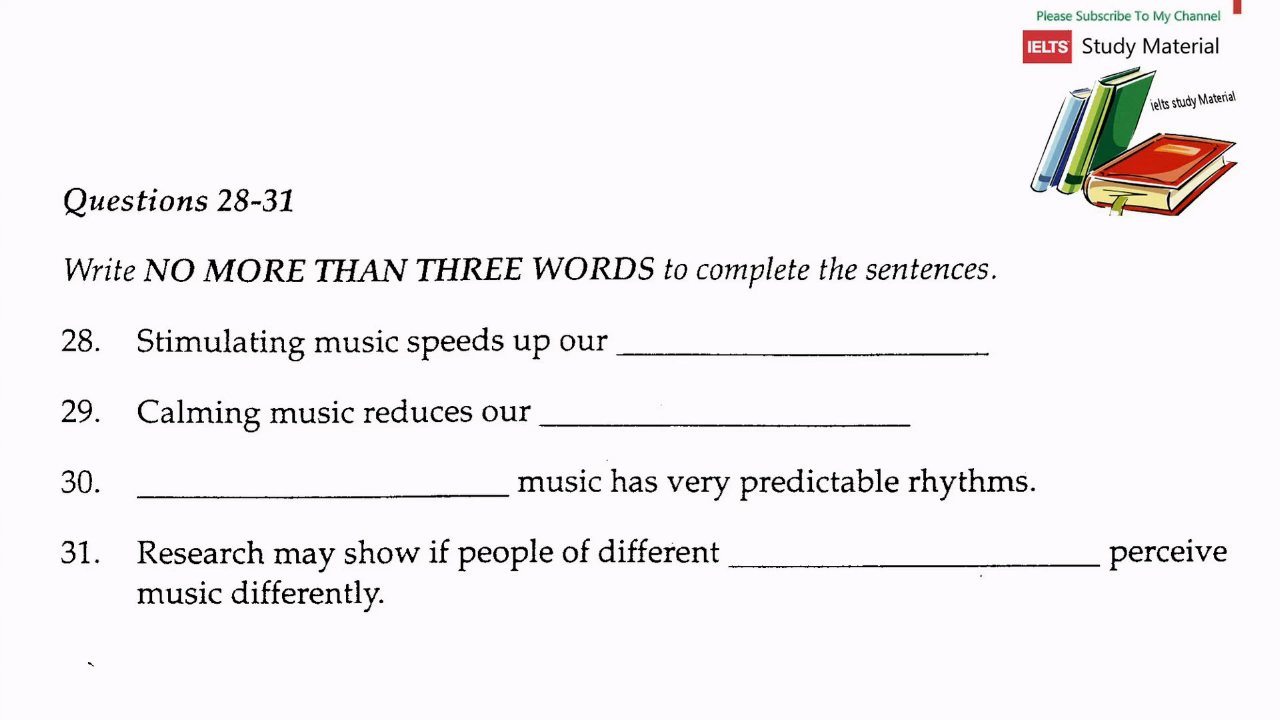 Please Subscribe To My Channel
IELTS Study Material
ielts study Material
Questions 28-31
Write NO MORE THAN THREE WORDS to complete the sentences.
28. Stimulating music speeds up our
29. Calming music reduces our
30. music has very predictable rhythms.
31. Research may show if people of different perceive
music differently.